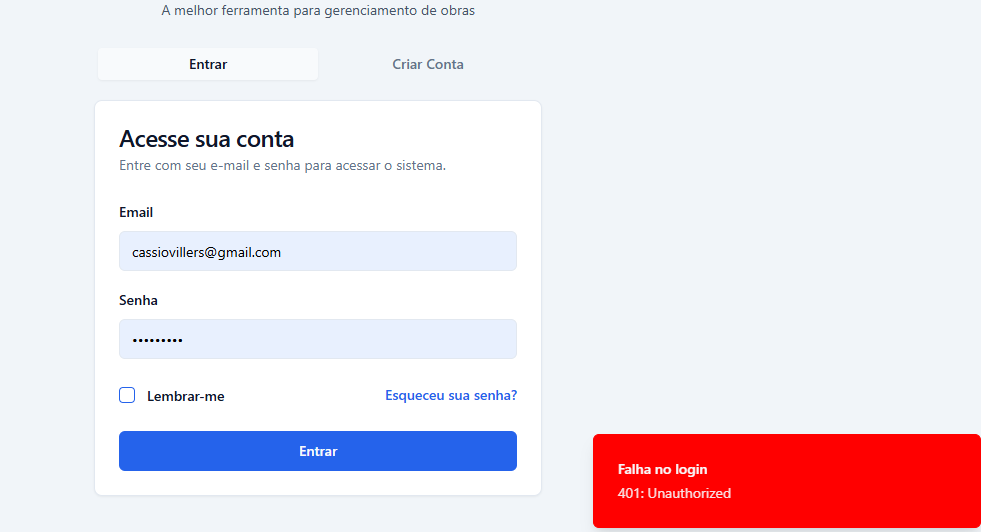 A melhor ferramenta para gerenciamento de obras
Entrar
Criar Conta
Acesse sua conta
Entre com seu e-mail e senha para acessar o sistema.
Email
cassiovillers@gmail.com
Senha
•••••••••
Lembrar-me
Esqueceu sua senha?
Entrar
Falha no login
401: Unauthorized